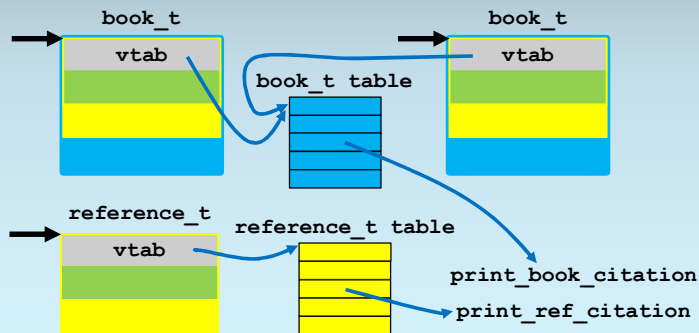 book_t
book_t
vtab
vtab
book_t table
reference_t
reference_t table
vtab
print_book_citation
print_ref_citation